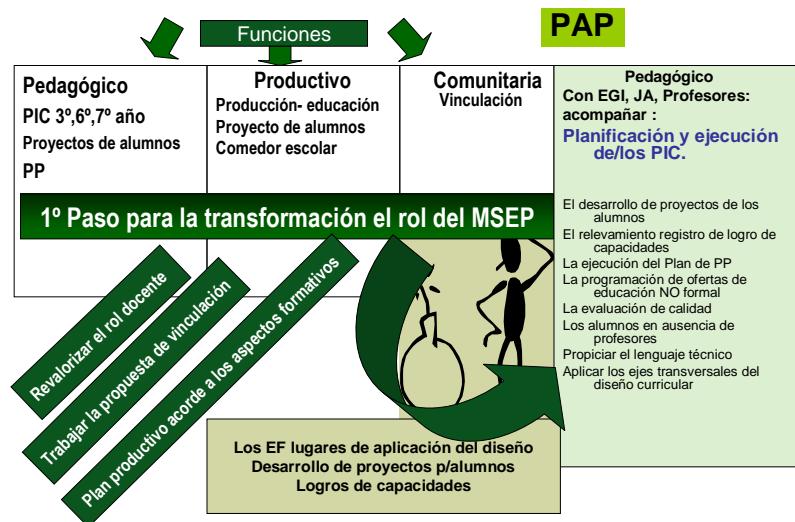 Funciones
PAP
Pedagógico
PIC 3º,6º,7º año
Proyectos de alumnos
PP
Productivo
Producción- educación
Proyecto de alumnos
Comedor escolar
Comunitaria
Vinculación
Pedagógico
Con EGI, JA, Profesores:
acompañar :
Planificación y ejecución
de/los PIC.
El desarrollo de proyectos de los
alumnos
El relevamiento registro de logro de
capacidades
La ejecución del Plan de PP
La programación de ofertas de
educación NO formal
La evaluación de calidad
Los alumnos en ausencia de
profesores
Propiciar el lenguaje técnico
Aplicar los ejes transversales del
diseño curricular
1º Paso para la transformación el rol del MSEP
Revalorizar el rol docente
Trabajar la propuesta de vinculación
Plan productivo acorde a los aspectos formativos
Los EF lugares de aplicación del diseño
Desarrollo de proyectos p/alumnos
Logros de capacidades